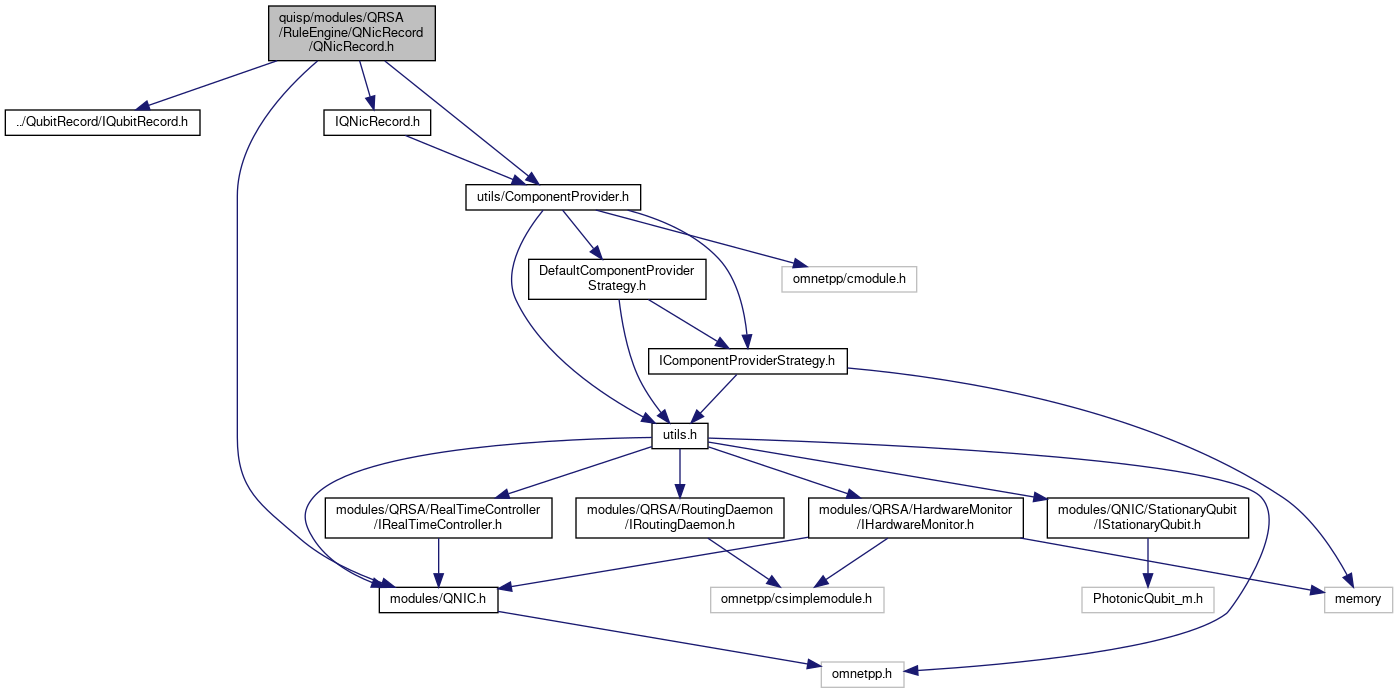 quisp/modules/QRSA
/RuleEngine/QNicRecord
/QNicRecord.h
../QubitRecord/IQubitRecord.h
IQNicRecord.h
utils/ComponentProvider.h
DefaultComponentProvider
Strategy.h
omnetpp/cmodule.h
IComponentProviderStrategy.h
utils.h
modules/QRSA/RealTimeController
/IRealTimeController.h
modules/QRSA/RoutingDaemon
/IRoutingDaemon.h
modules/QRSA/HardwareMonitor
/IHardwareMonitor.h
modules/QNIC/StationaryQubit
/IStationaryQubit.h
modules/QNIC.h
omnetpp/csimplemodule.h
PhotonicQubit_m.h
memory
omnetpp.h